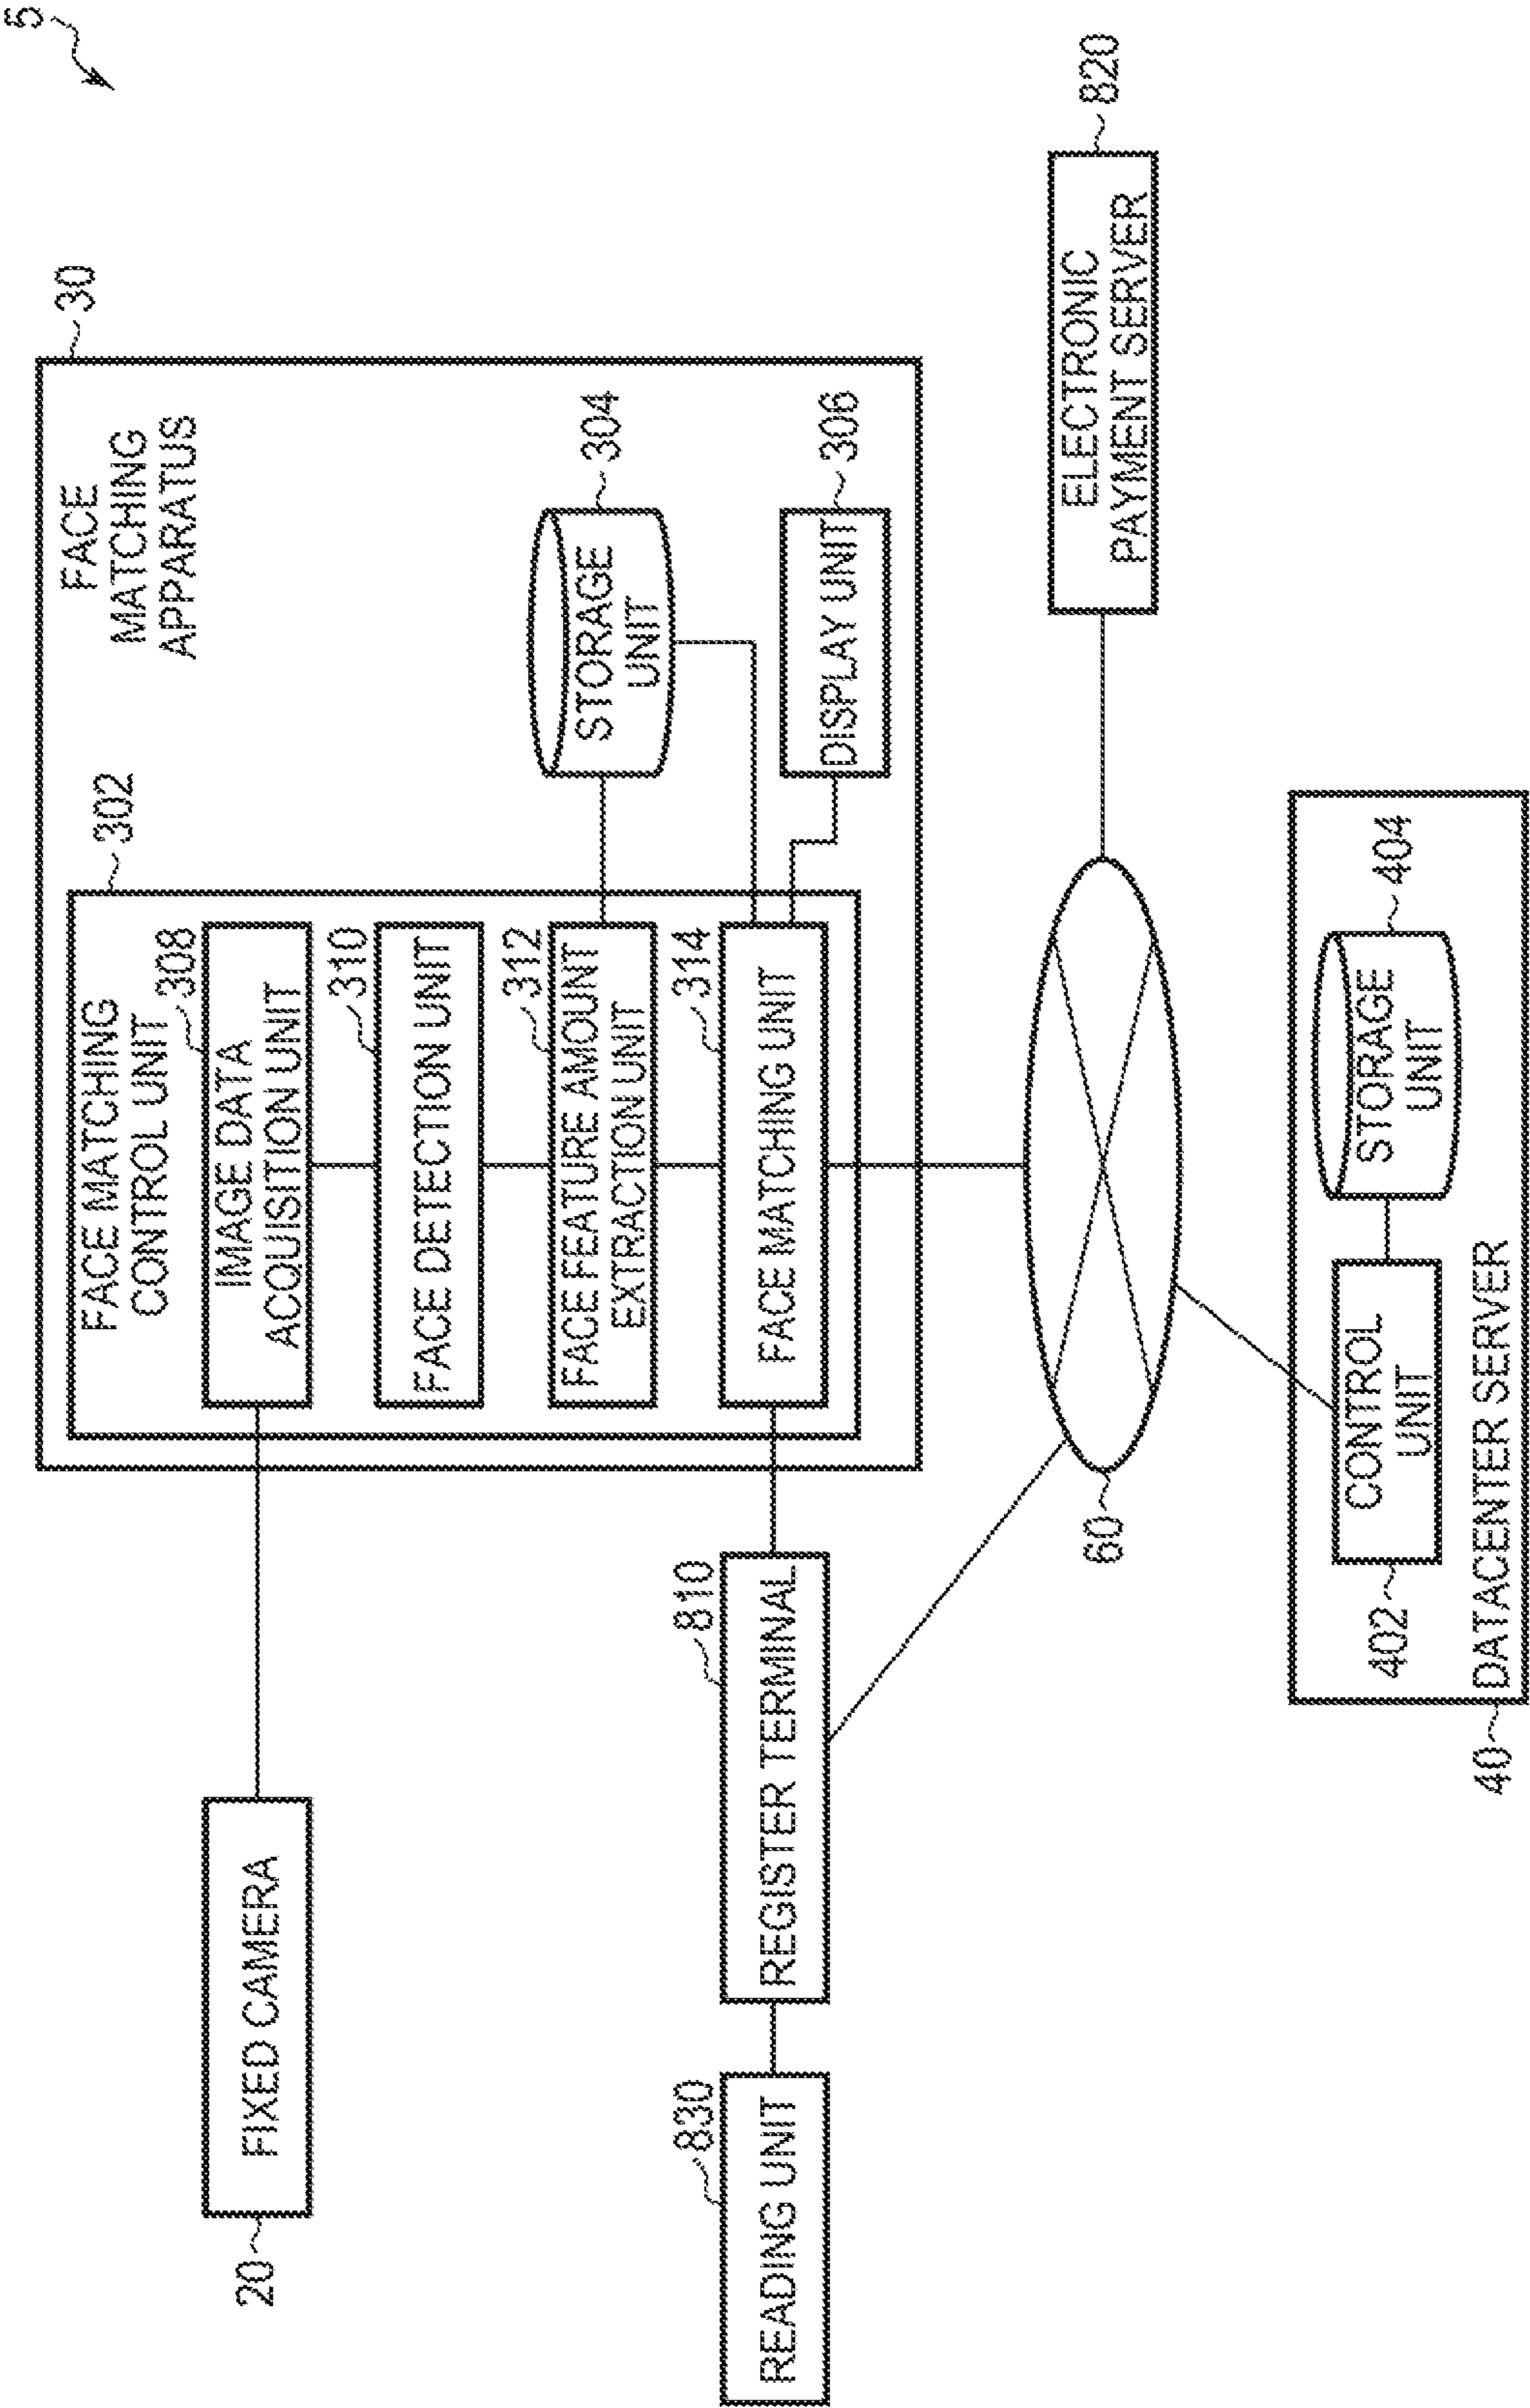 5
30
FACE
MATCHING
APPARATUS
302
FACE MATCHING
CONTROL UNIT
308
IMAGE DATA
ACQUISITION UNIT
310
FACE DETECTION UNIT
312
FACE FEATURE AMOUNT
EXTRACTION UNIT
314
FACE MATCHING UNIT
304
STORAGE
UNIT
306
DISPLAY UNIT
20
FIXED CAMERA
830
READING UNIT
810
REGISTER TERMINAL
60
820
ELECTRONIC
PAYMENT SERVER
402
CONTROL
UNIT
404
STORAGE
UNIT
40
DATACENTER SERVER